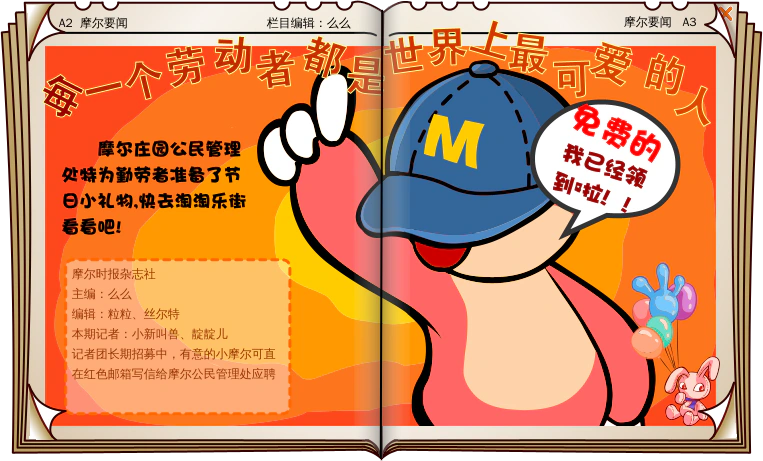 A2 摩尔要闻
栏目编辑：么么
摩尔要闻 A3
每一个劳动者都是世界上最可爱的人
摩尔庄园公民管理
处特为勤劳者准备了节
日小礼物,快去淘淘乐街
看看吧!
M
免费的
我已经领
到啦！！
摩尔时报杂志社
主编：么么
编辑：粒粒、丝尔特
本期记者：小新叫兽、靛靛儿
记者团长期招募中，有意的小摩尔可直
在红色邮箱写信给摩尔公民管理处应聘